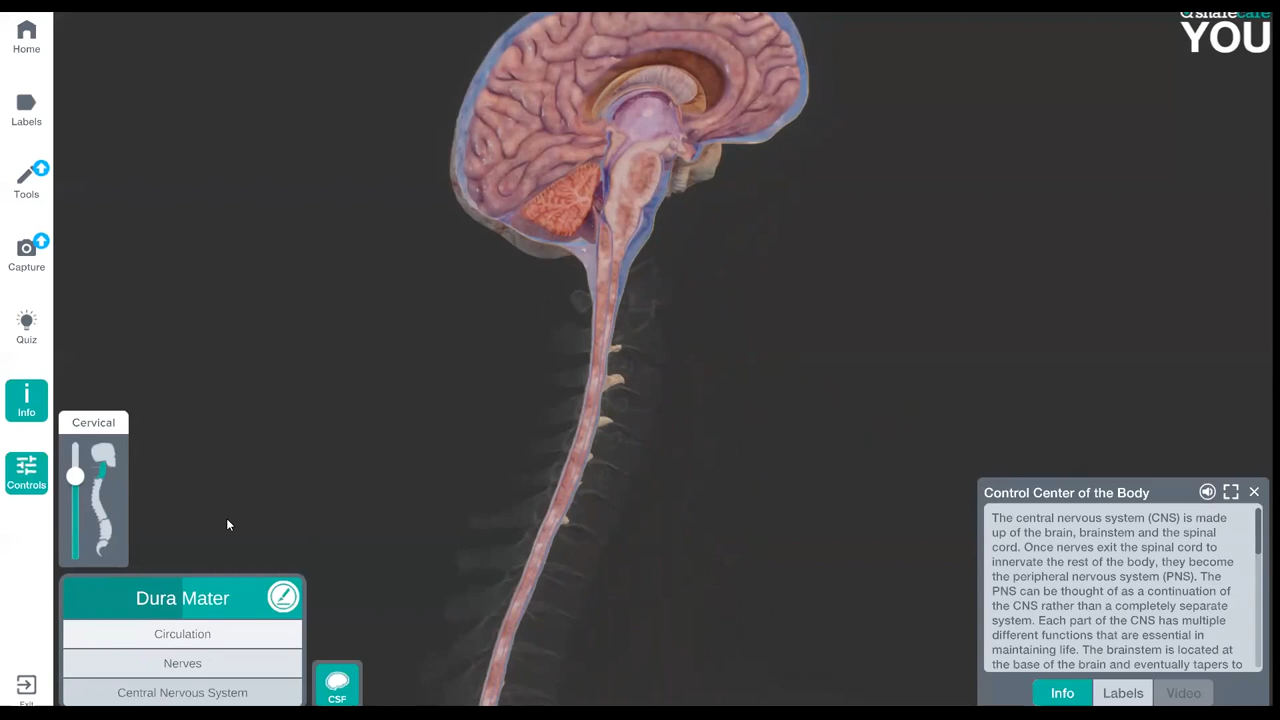 Home
Labels
Tools
Capture
Quiz
Info
Controls
Exit
sharecare
YOU
Cervical
Dura Mater
Circulation
Nerves
Central Nervous System
CSF
Control Center of the Body
The central nervous system (CNS) is made
up of the brain, brainstem and the spinal
cord. Once nerves exit the spinal cord to
innervate the rest of the body, they become
the peripheral nervous system (PNS). The
PNS can be thought of as a continuation of
the CNS rather than a completely separate
system. Each part of the CNS has multiple
different functions that are essential in
maintaining life. The brainstem is located at
the base of the brain and eventually tapers to
Info
Labels
Video